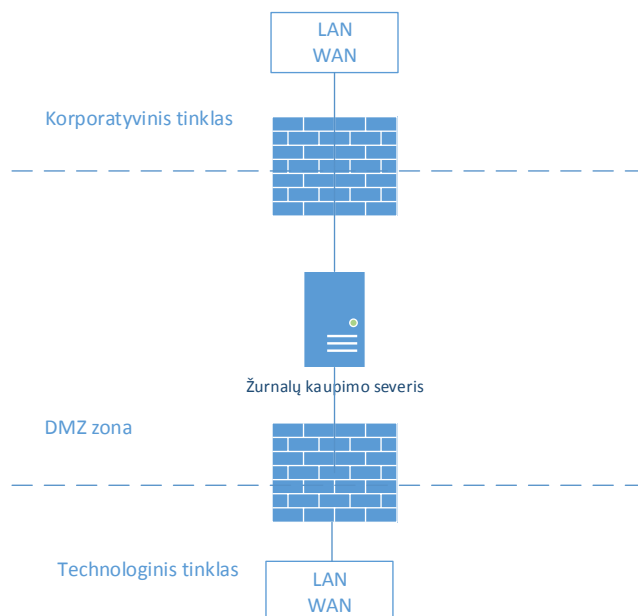 LAN
WAN
Korporatyvinis tinklas
Žurnalų kaupimo severis
DMZ zona
Technologinis tinklas
LAN
WAN